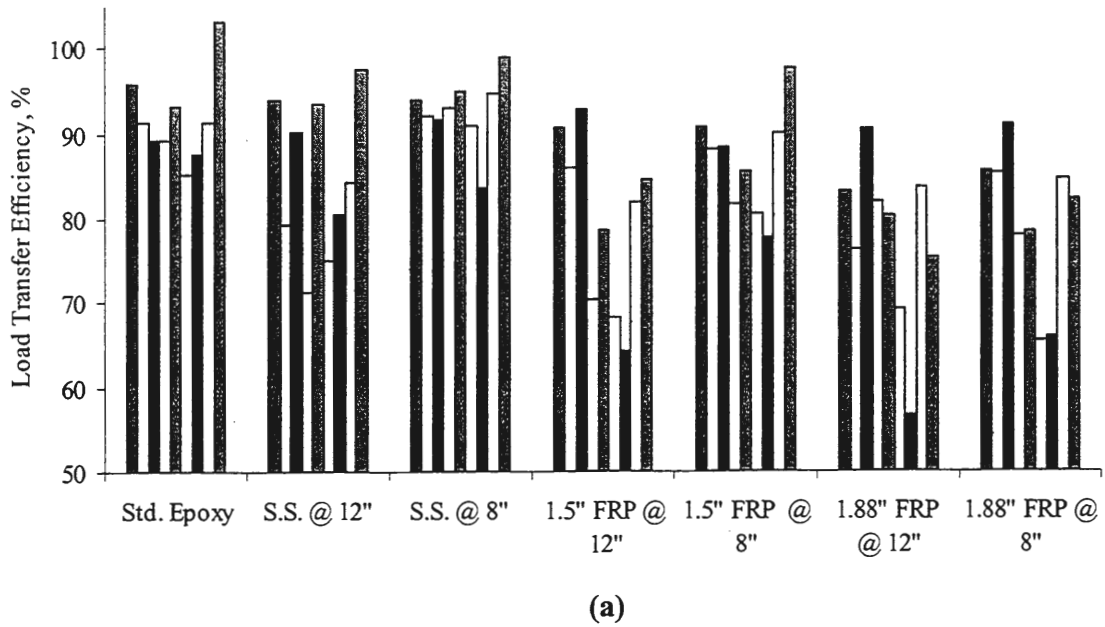 Load Transfer Efficiency, %
100
90
80
70
60
50
Std. Epoxy
S.S. @ 12"
S.S. @ 8"
1.5" FRP @
12"
1.5" FRP @
8"
1.88" FRP
@ 12"
1.88" FRP @
8"
(a)